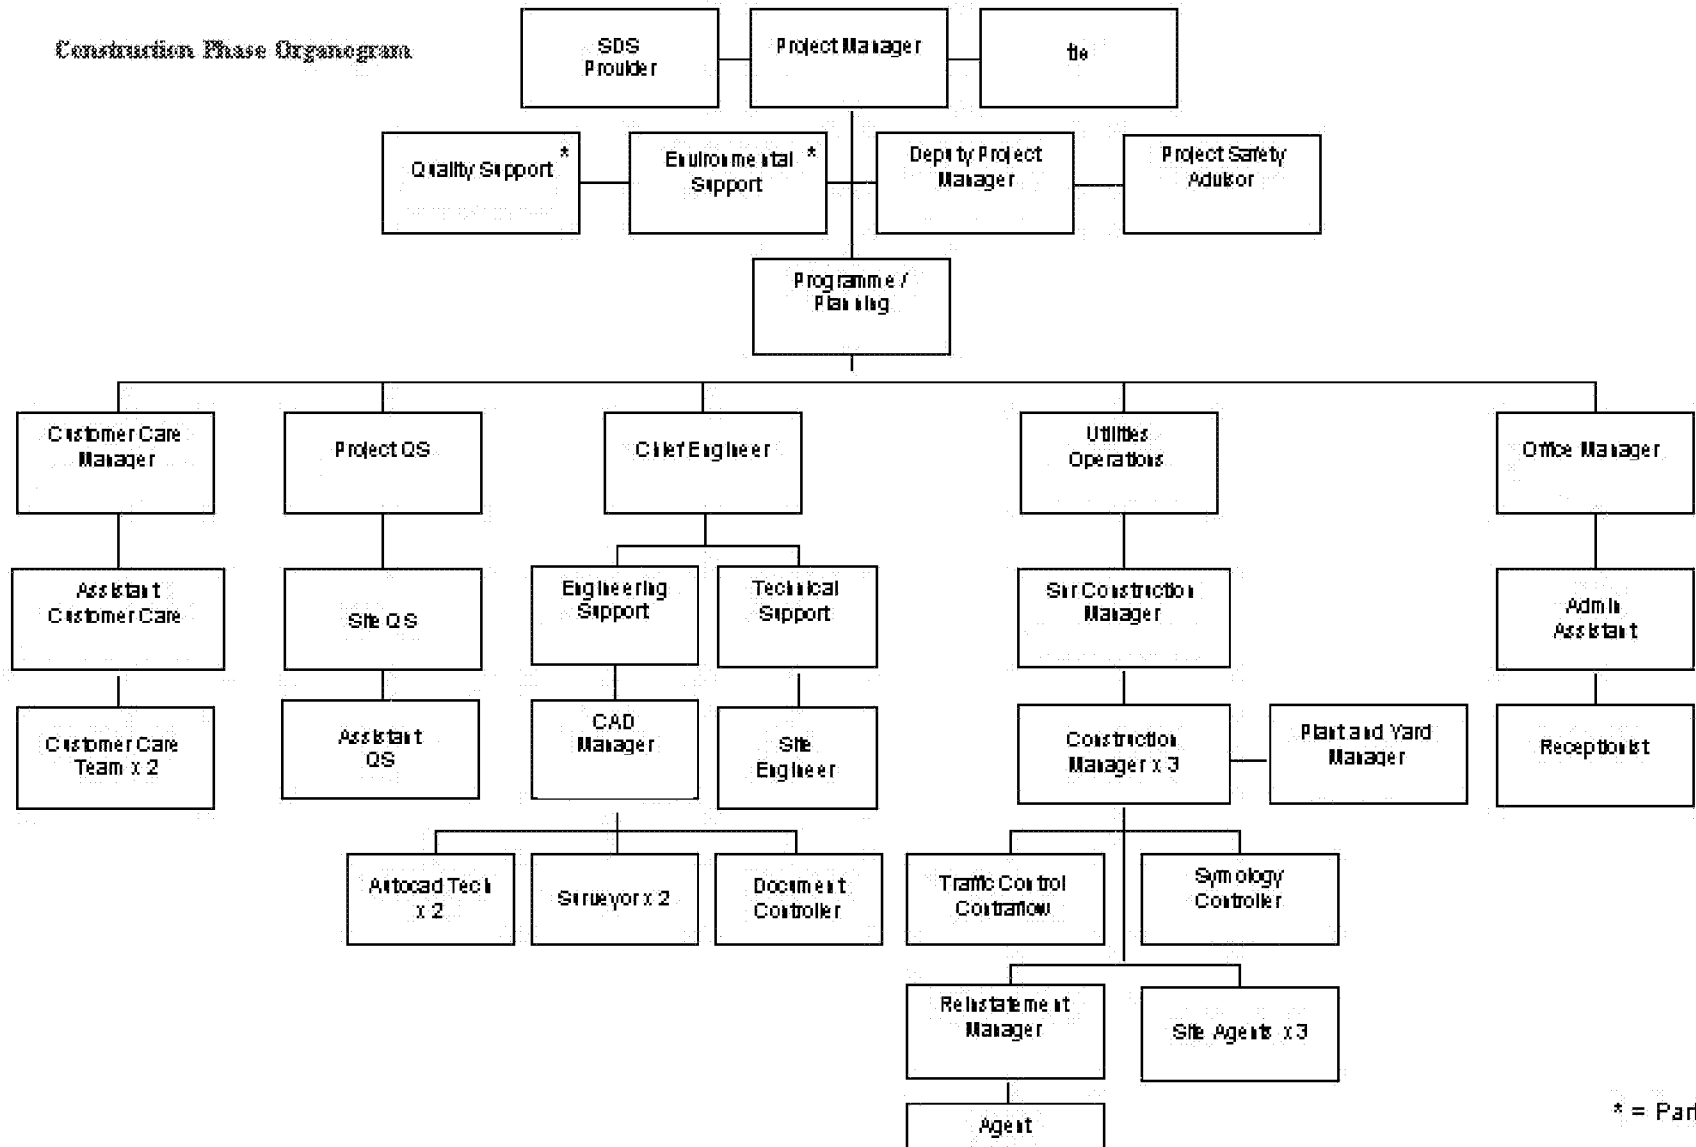 Construction Phase Organogram
SDS
Provider
Project Manager
tie
Quality Support *
Environmental *
Support
Deputy Project
Manager
Project Safety
Advisor
Programme /
Planning
Customer Care
Manager
Project QS
Chief Engineer
Utilities
Operations
Office Manager
Assistant
Customer Care
Site QS
Engineering
Support
Technical
Support
Snr Construction
Manager
Admin
Assistant
Customer Care
Team x 2
Assistant
QS
CAD
Manager
Site
Engineer
Construction
Manager x 3
Plant and Yard
Manager
Receptionist
Autocad Tech
x 2
Surveyor x 2
Document
Controller
Traffic Control
Contraflow
Symology
Controller
Reinstatement
Manager
Site Agents x 3
Agent
* = Part